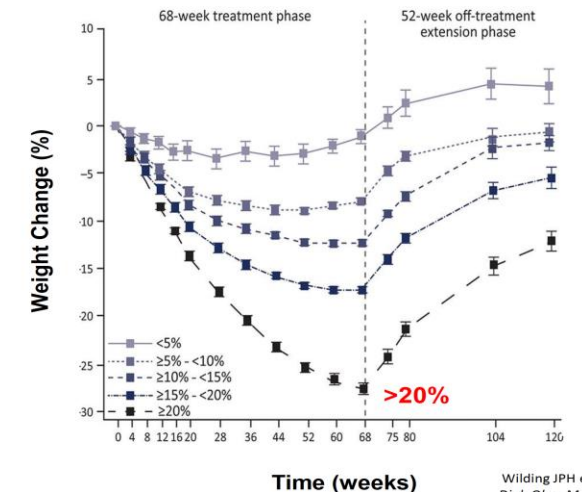 68-week treatment phase
52-week off-treatment
extension phase
10
5
0
-5
-10
-15
-20
-25
-30
Weight Change (%)
<5%
≥5% - <10%
≥10% - <15%
≥15% - <20%
≥20%
>20%
0 4 8 12 16 20 28 36 44 52 60 68 75 80 104 120
Time (weeks)
Wilding JPH